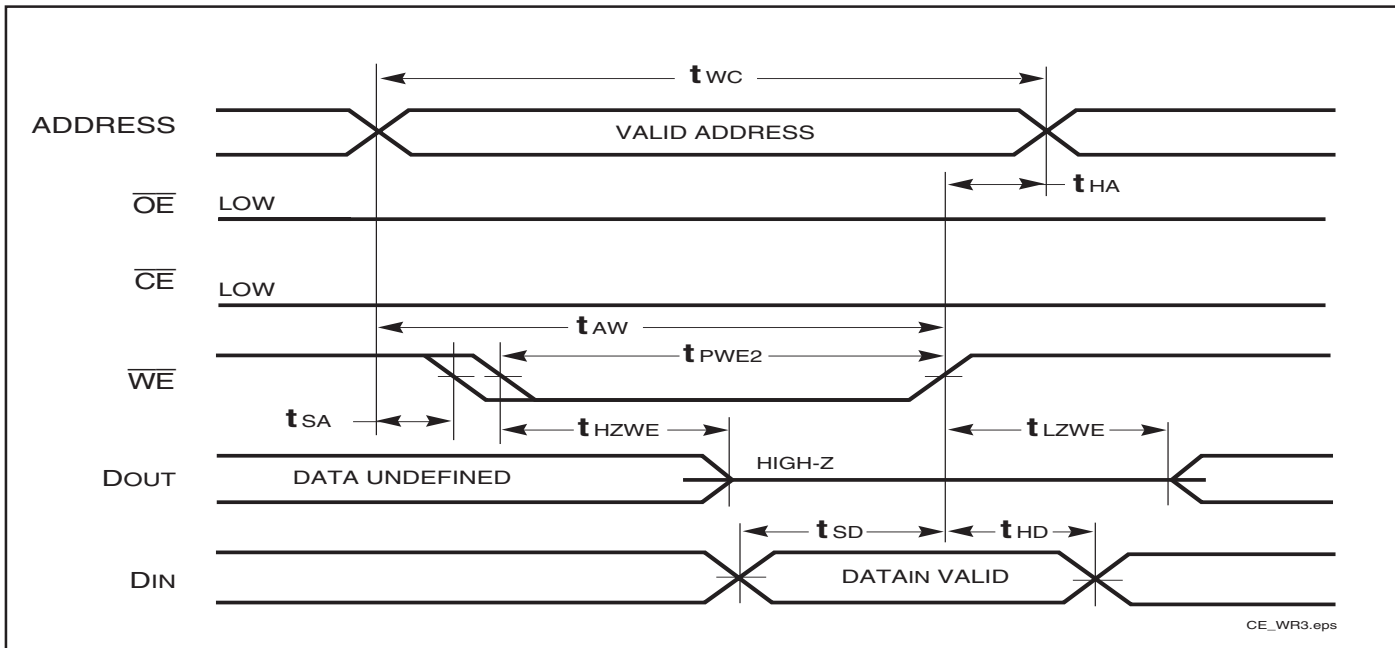 tWC
ADDRESS
VALID ADDRESS
tHA
OE
LOW
CE
LOW
tAW
tPWE2
WE
tSA
tHZWE
tLZWE
DOUT
DATA UNDEFINED
HIGH-Z
tSD
tHD
DIN
DATAIN VALID
CE_WR3.eps